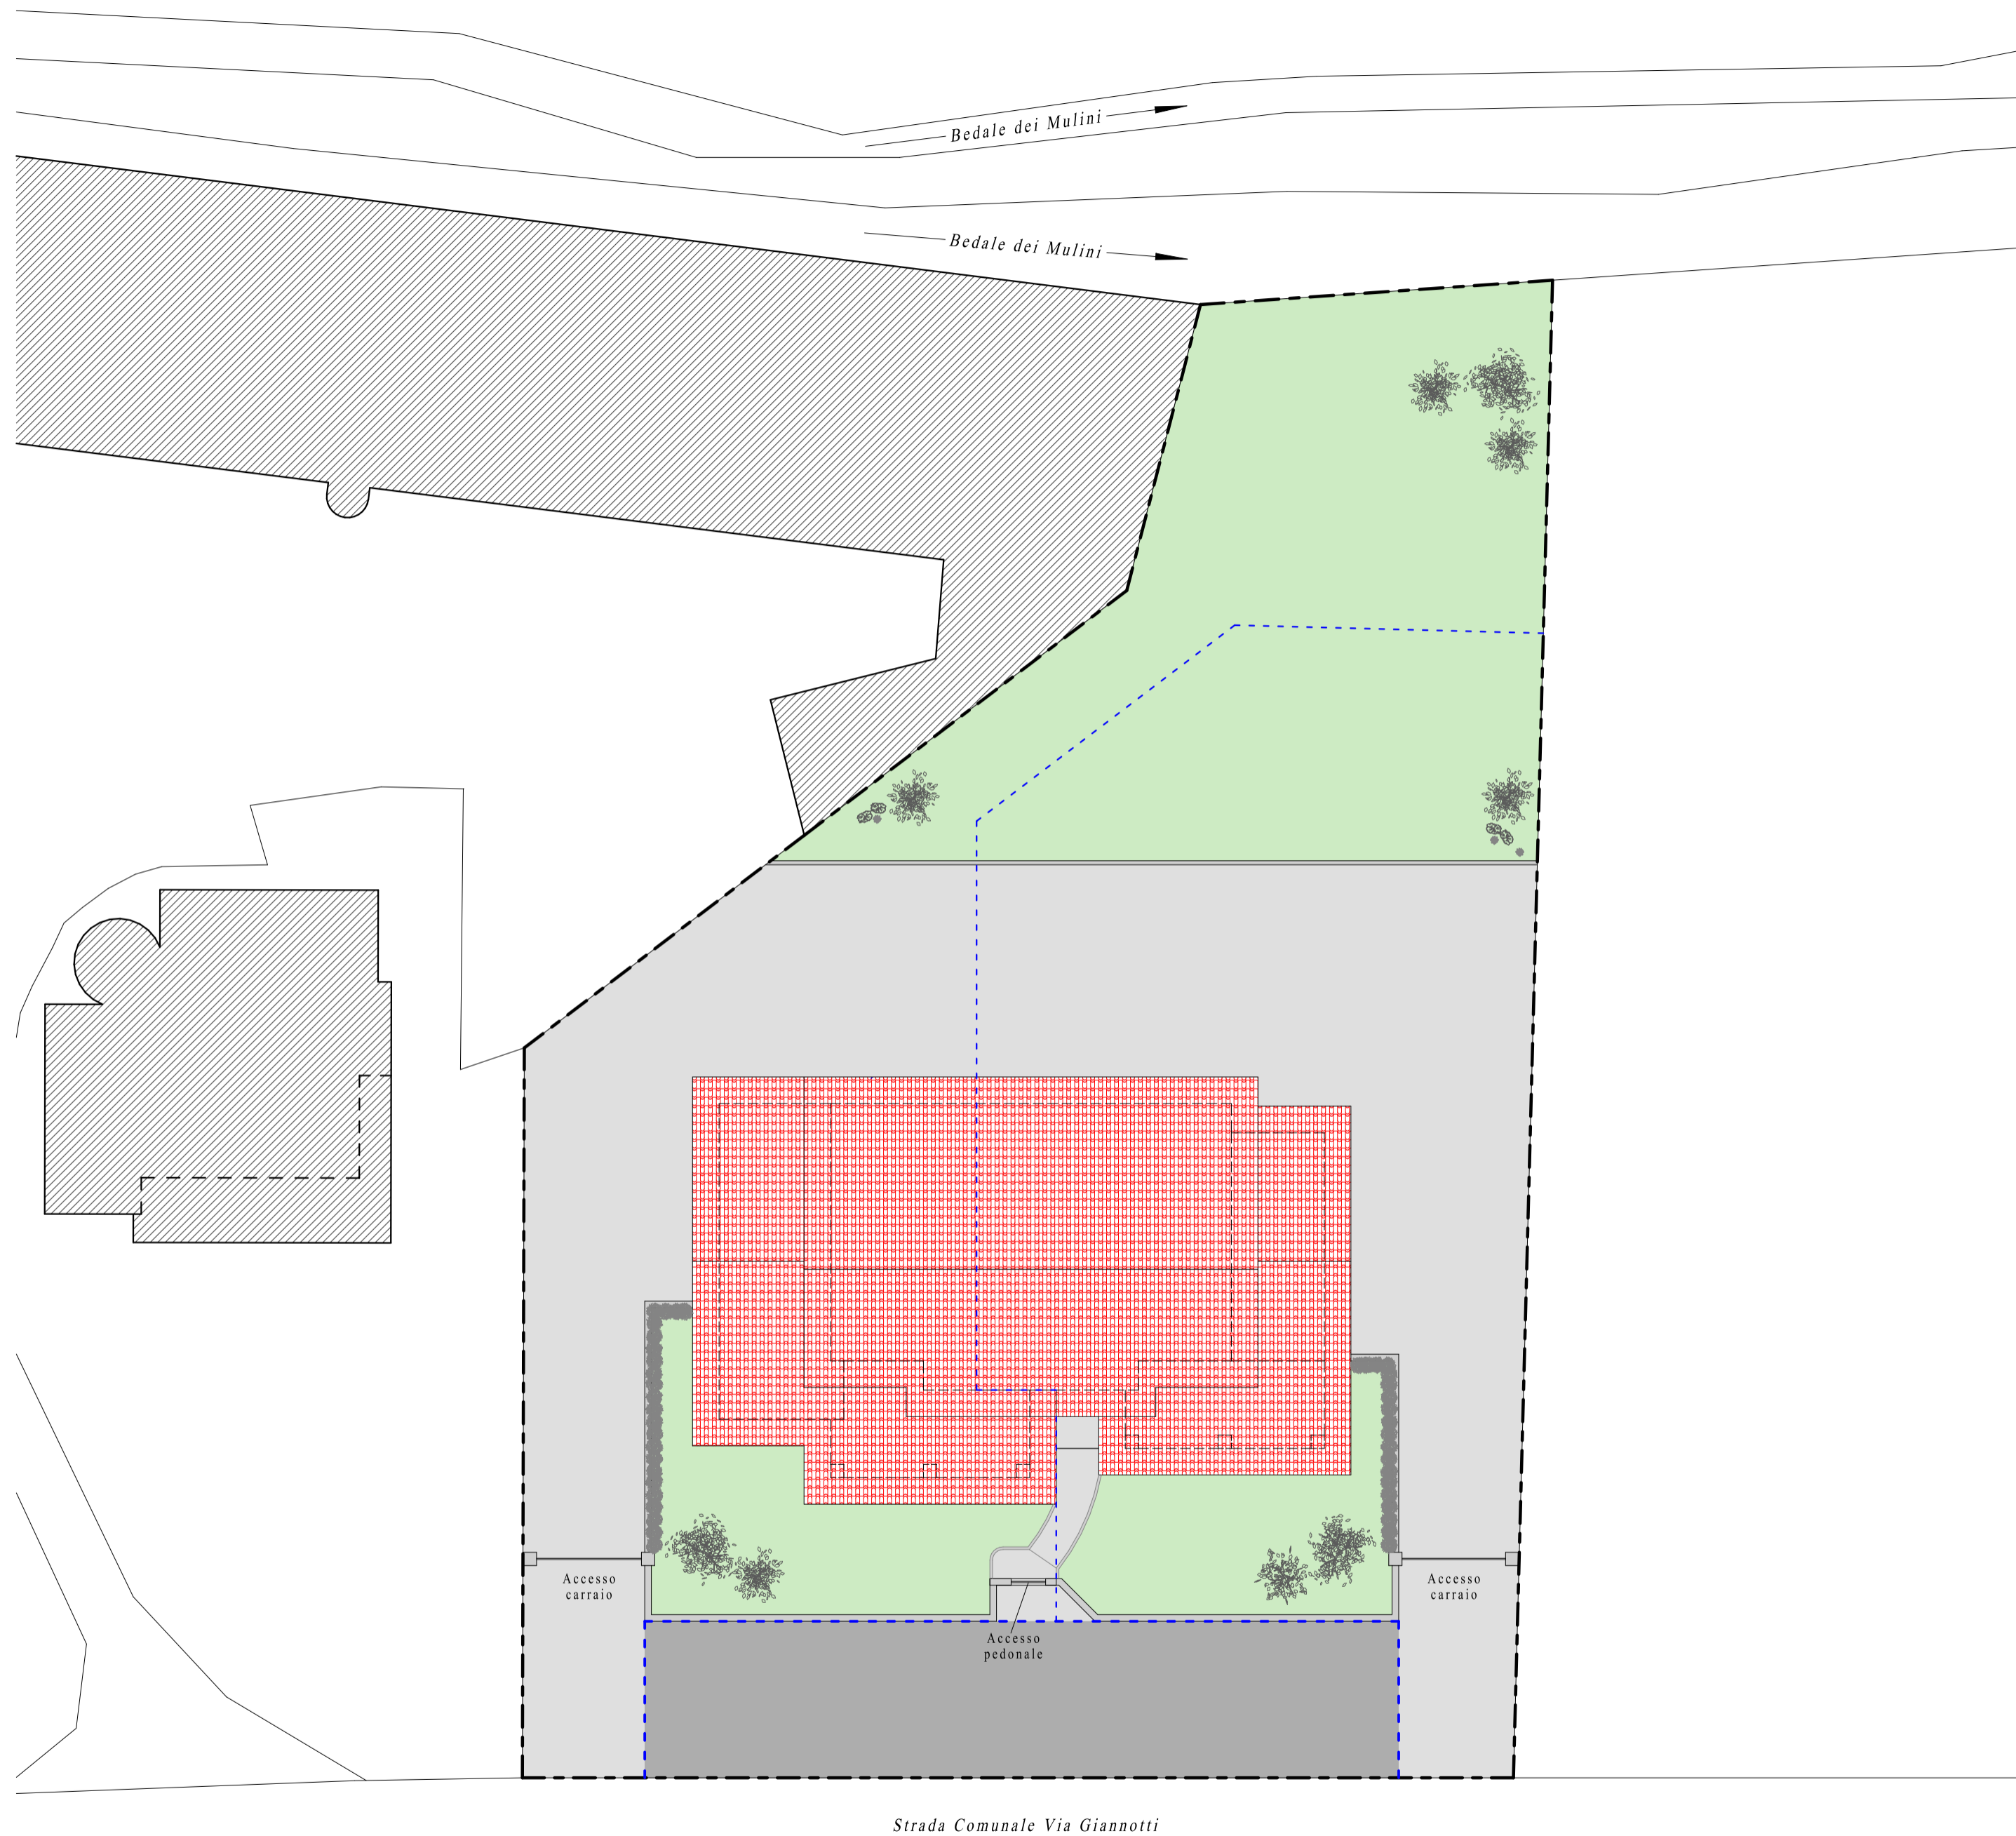 Bedale dei Mulini
Bedale dei Mulini
Accesso
carraio
Accesso
carraio
Accesso
pedonale
Strada Comunale Via Giannotti